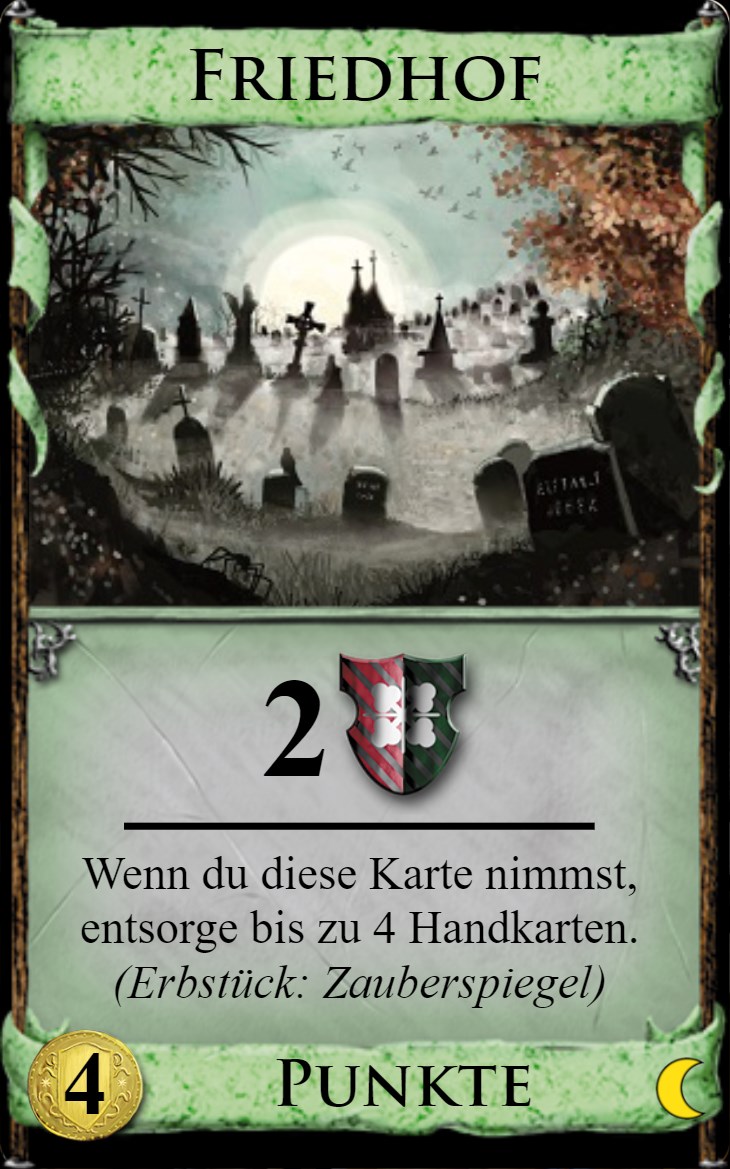 Friedhof
2
Wenn du diese Karte nimmst,
entsorge bis zu 4 Handkarten.
(Erbstück: Zauberspiegel)
4
Punkte